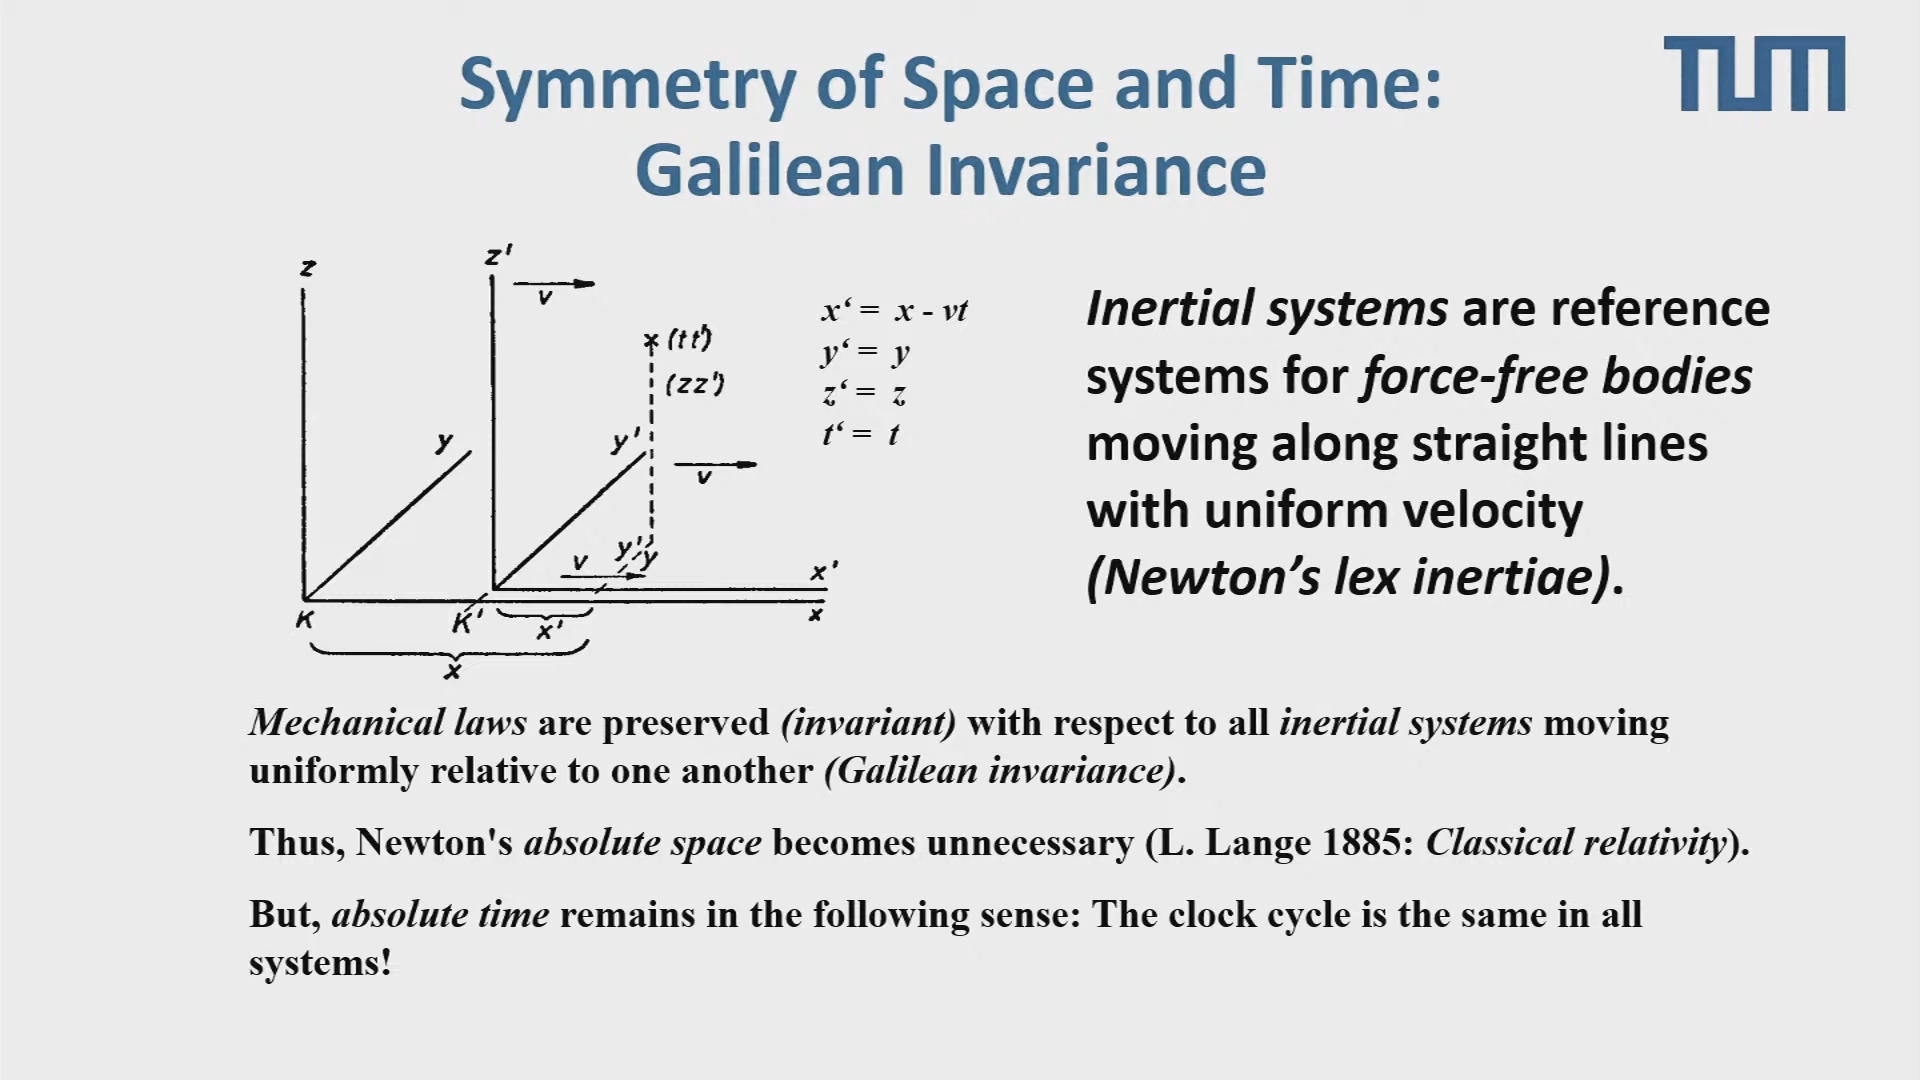 Symmetry of Space and Time:
Galilean Invariance
TUM
z
z'
v
x (tt')
(zz')
y
y'
v
v
y'
y
x'
x
K
K'
x'
x
x‘ = x - vt
y‘ = y
z‘ = z
t‘ = t
Inertial systems are reference
systems for force-free bodies
moving along straight lines
with uniform velocity
(Newton’s lex inertiae).
Mechanical laws are preserved (invariant) with respect to all inertial systems moving
uniformly relative to one another (Galilean invariance).
Thus, Newton's absolute space becomes unnecessary (L. Lange 1885: Classical relativity).
But, absolute time remains in the following sense: The clock cycle is the same in all
systems!